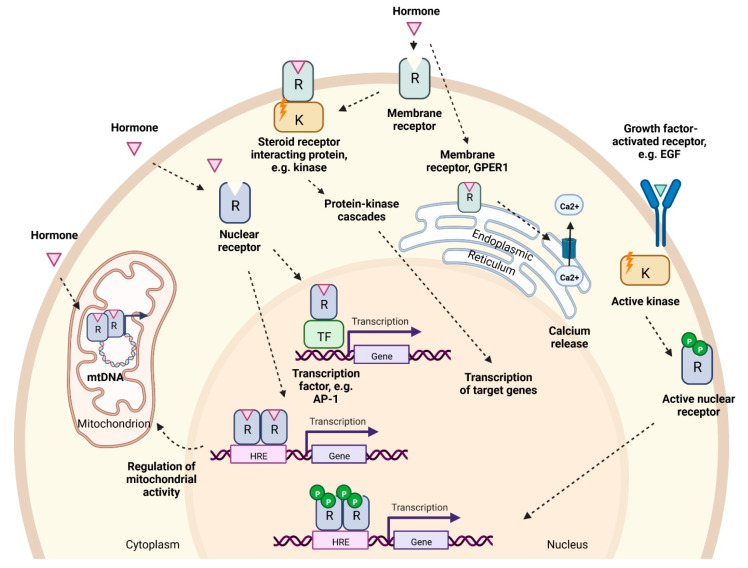 Hormone
R
Membrane
receptor
R
K
Steroid receptor
interacting protein,
e.g. kinase
Hormone
R
Nuclear
receptor
Protein-kinase
cascades
Membrane
receptor, GPER1
R
Endoplasmic
Reticulum
Ca2+
Ca2+
Calcium
release
Growth factor-
activated receptor,
e.g. EGF
K
Active kinase
P
P
R
Active nuclear
receptor
Hormone
R
R
mtDNA
Mitochondrion
R
TF
Transcription
Gene
Transcription
factor, e.g.
AP-1
Transcription
of target genes
R
R
HRE
Transcription
Gene
Regulation of
mitochondrial
activity
P
P
P
P
R
R
HRE
Transcription
Gene
Cytoplasm
Nucleus